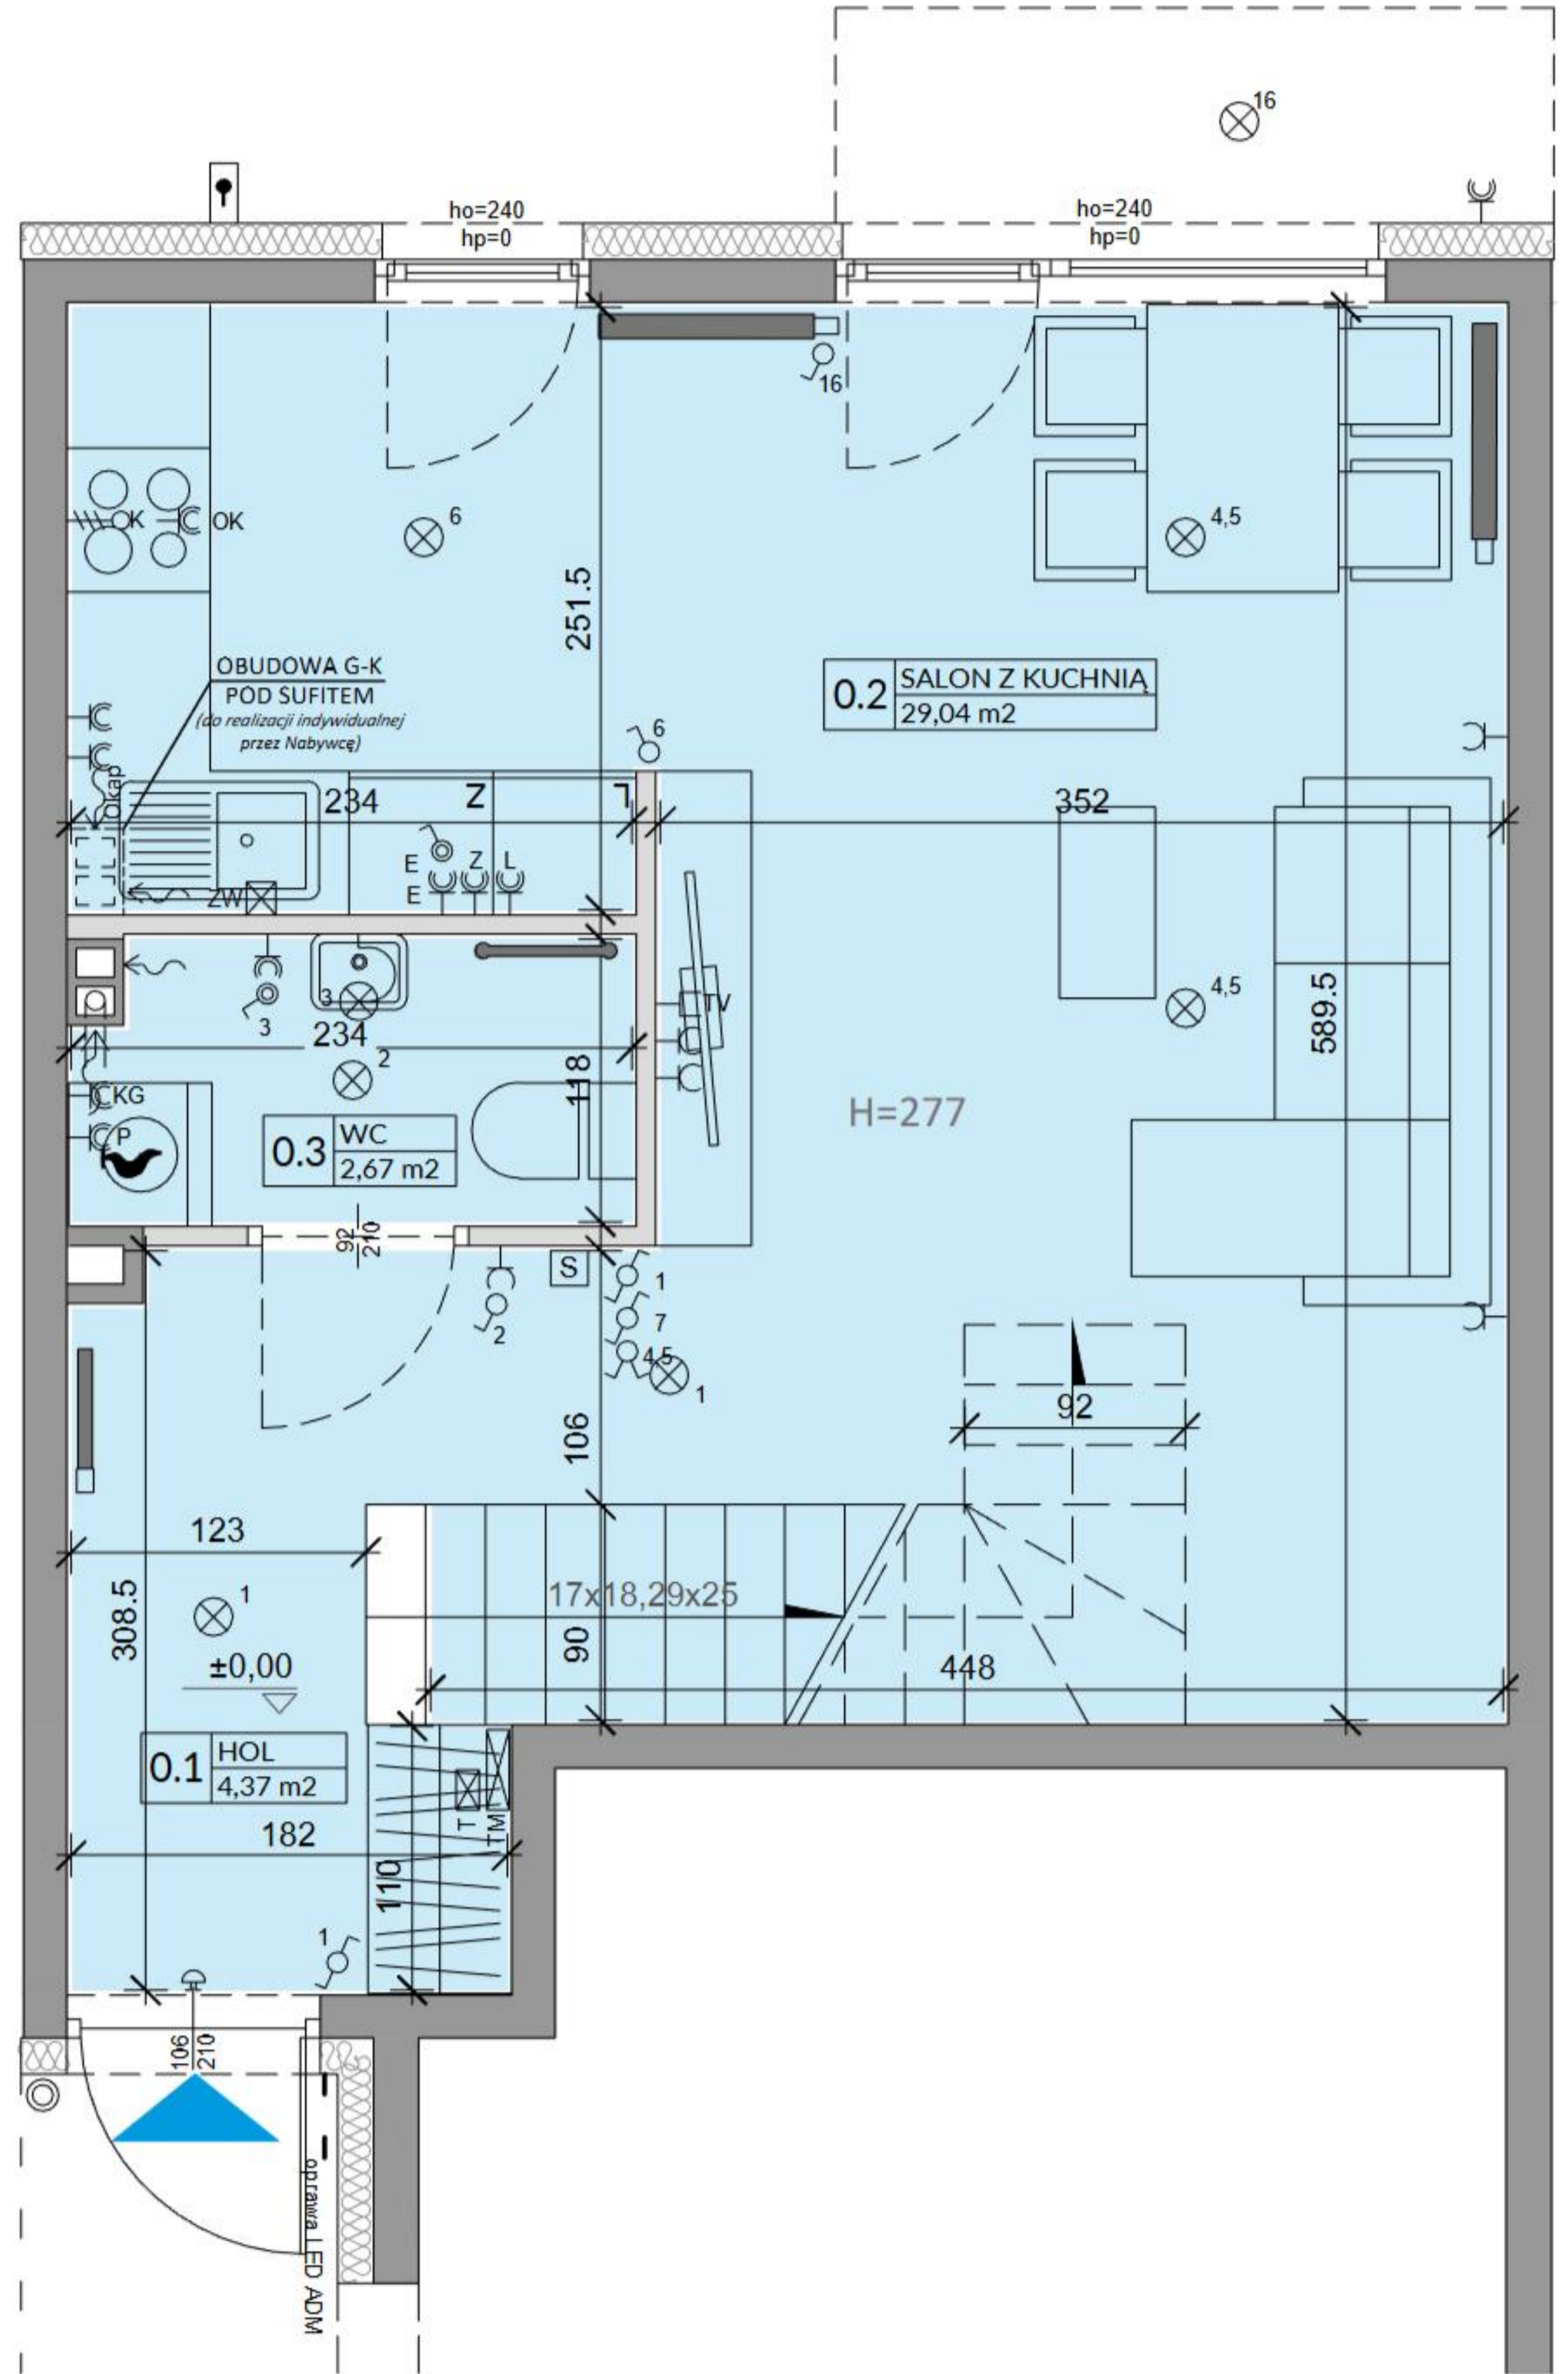 16
ho=240
hp=0
ho=240
hp=0
16
OK
OK
6
4,5
251.5
OBUDOWA G-K
POD SUFITEM
(do realizacji indywidualnej
przez Nabywcę)
0.2
SALON Z KUCHNIĄ
29,04 m2
6
Okap
234
Z
L
352
E
Z
L
E
ZW
3
3
234
2
118
TV
4,5
589.5
KG
P
0.3
WC
2,67 m2
H=277
92
210
S
1
2
7
4,5
1
92
106
123
308.5
1
17x18,29x25
90
±0,00
448
0.1
HOL
4,37 m2
T
TM
182
110
1
106
210
oprawa LED ADM